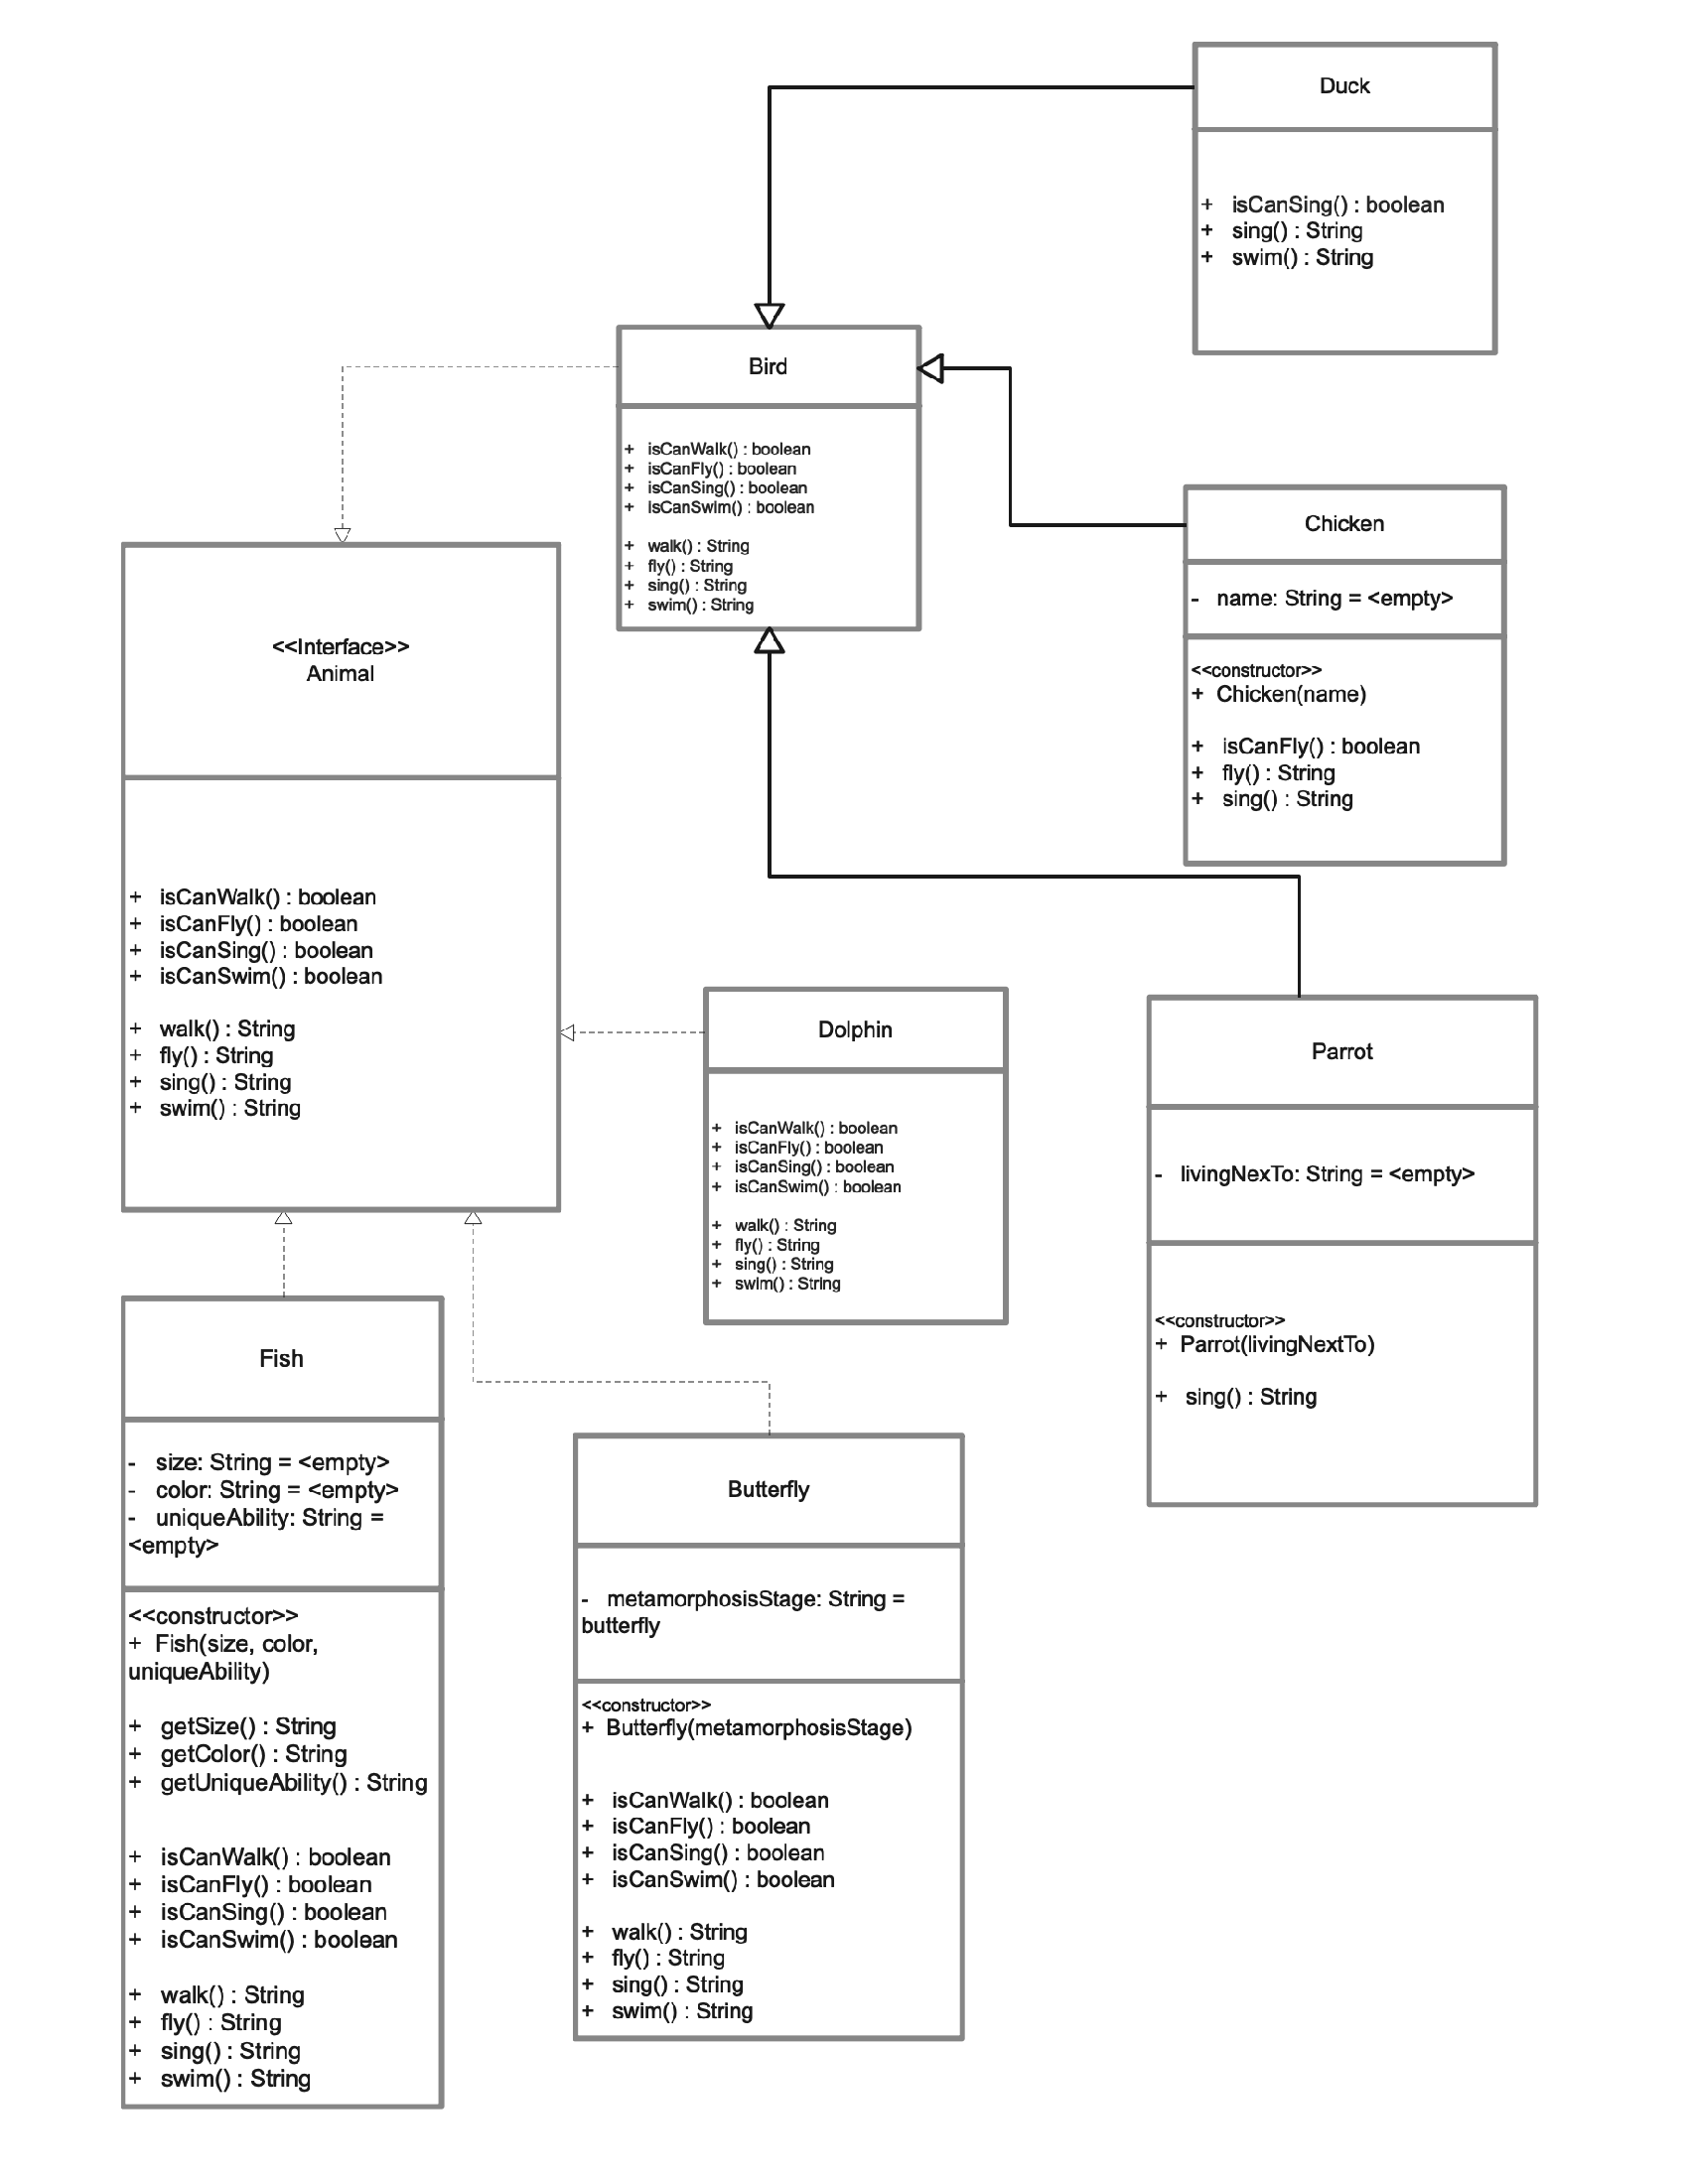 Duck
+ isCanSing() : boolean
+ sing() : String
+ swim() : String
Bird
+ isCanWalk() : boolean
+ isCanFly() : boolean
+ isCanSing() : boolean
+ isCanSwim() : boolean
+ walk() : String
+ fly() : String
+ sing() : String
+ swim() : String
Chicken
- name: String = <empty>
<<constructor>>
+ Chicken(name)
+ isCanFly() : boolean
+ fly() : String
+ sing() : String
<<Interface>>
Animal
+ isCanWalk() : boolean
+ isCanFly() : boolean
+ isCanSing() : boolean
+ isCanSwim() : boolean
+ walk() : String
+ fly() : String
+ sing() : String
+ swim() : String
Dolphin
+ isCanWalk() : boolean
+ isCanFly() : boolean
+ isCanSing() : boolean
+ isCanSwim() : boolean
+ walk() : String
+ fly() : String
+ sing() : String
+ swim() : String
Parrot
- livingNexTo: String = <empty>
<<constructor>>
+ Parrot(livingNextTo)
+ sing() : String
Fish
- size: String = <empty>
- color: String = <empty>
- uniqueAbility: String =
<empty>
<<constructor>>
+ Fish(size, color,
uniqueAbility)
+ getSize() : String
+ getColor() : String
+ getUniqueAbility() : String
+ isCanWalk() : boolean
+ isCanFly() : boolean
+ isCanSing() : boolean
+ isCanSwim() : boolean
+ walk() : String
+ fly() : String
+ sing() : String
+ swim() : String
Butterfly
- metamorphosisStage: String =
butterfly
<<constructor>>
+ Butterfly(metamorphosisStage)
+ isCanWalk() : boolean
+ isCanFly() : boolean
+ isCanSing() : boolean
+ isCanSwim() : boolean
+ walk() : String
+ fly() : String
+ sing() : String
+ swim() : String